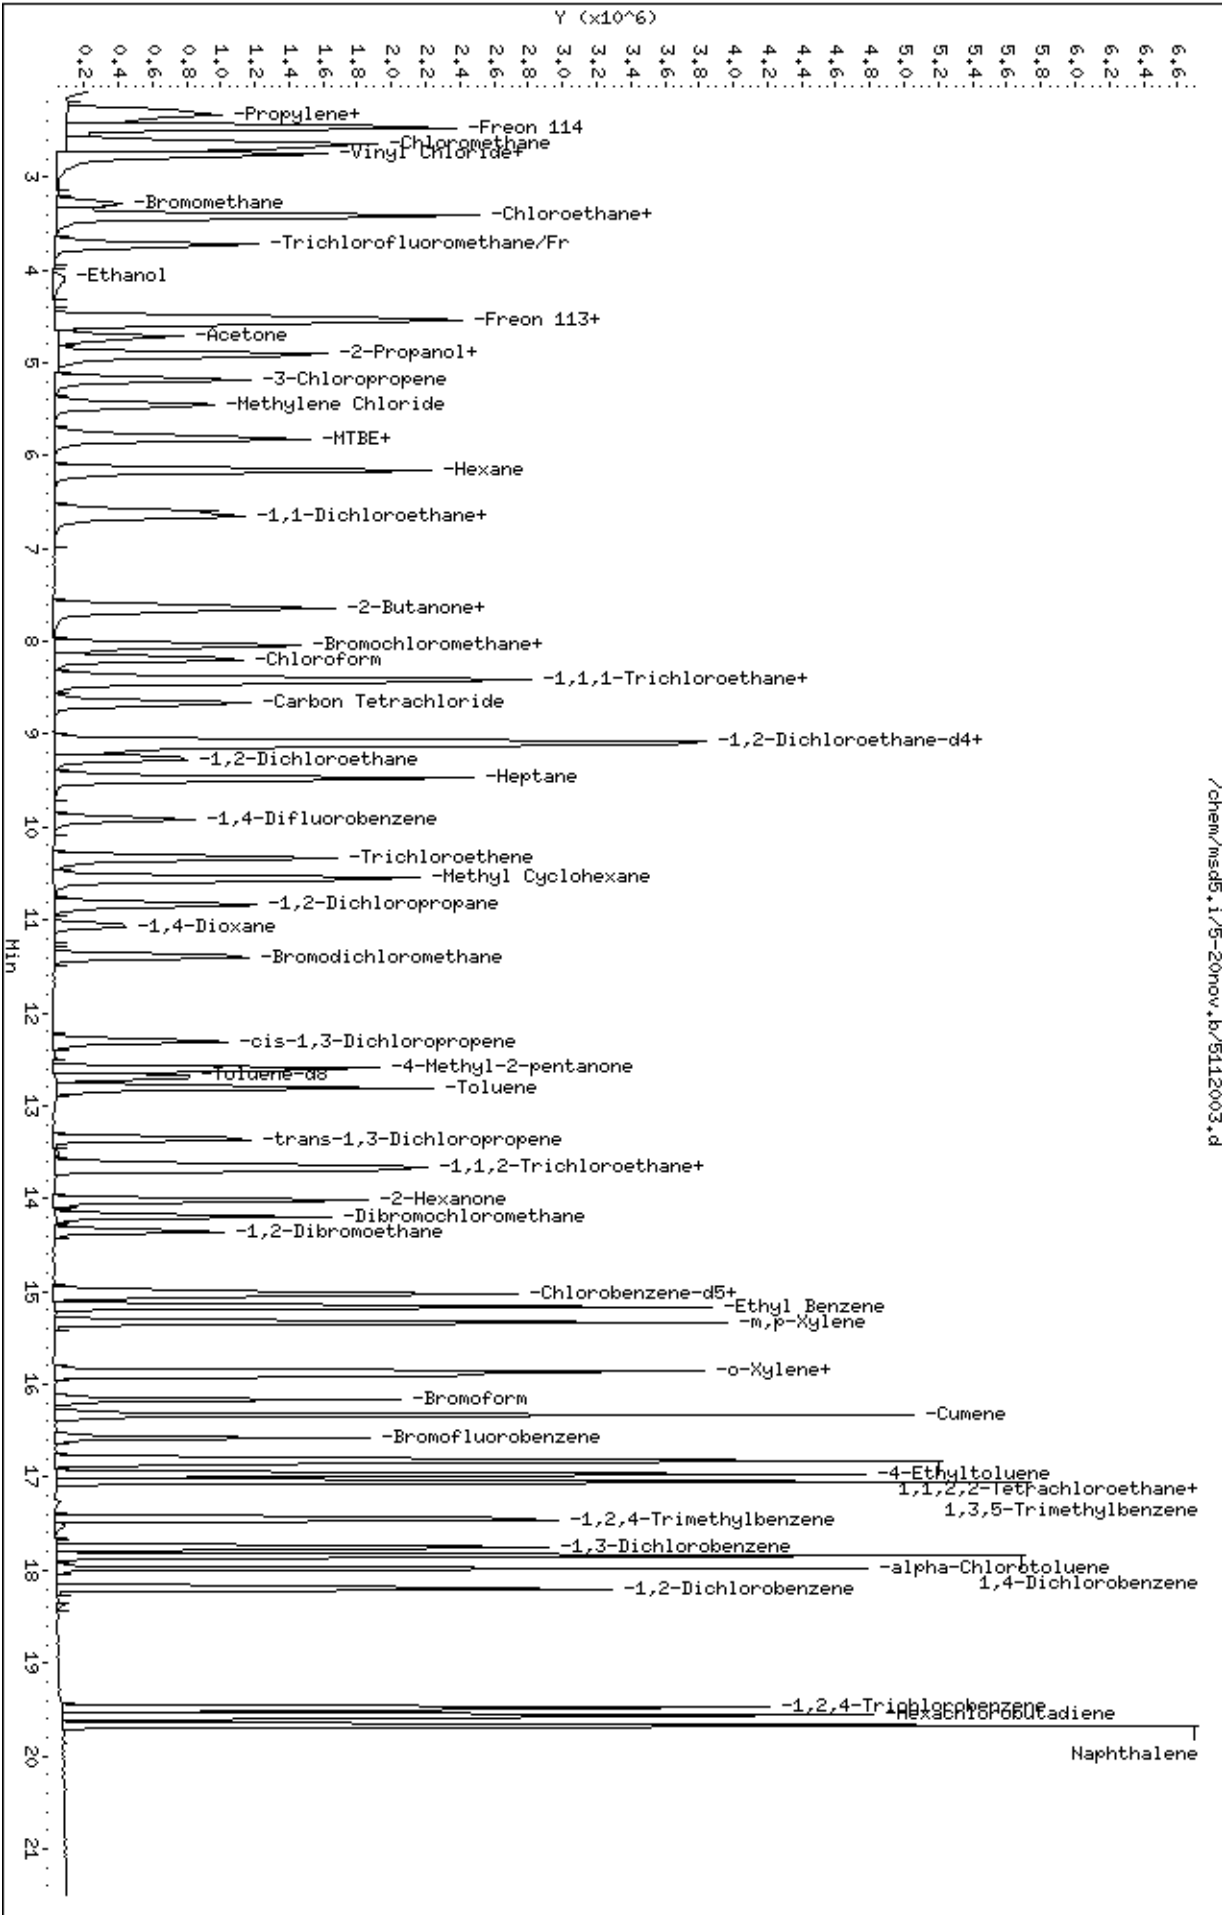 Y (x10^6)
0.2
0.4
0.6
0.8
1.0
1.2
1.4
1.6
1.8
2.0
2.2
2.4
2.6
2.8
3.0
3.2
3.4
3.6
3.8
4.0
4.2
4.4
4.6
4.8
5.0
5.2
5.4
5.6
5.8
6.0
6.2
6.4
6.6
/chem/msd5.i/5-20nov.b/5112003.d
-Propylene+
-Freon 114
-Chloromethane
-Vinyl Chloride+
3
-Bromomethane
-Chloroethane+
-Trichlorofluoromethane/Fr
4
-Ethanol
-Freon 113+
-Acetone
-2-Propanol+
5
-3-Chloropropene
-Methylene Chloride
-MTBE+
6
-Hexane
-1,1-Dichloroethane+
7
-2-Butanone+
8
-Bromochloromethane+
-Chloroform
-1,1,1-Trichloroethane+
-Carbon Tetrachloride
9
-1,2-Dichloroethane-d4+
-1,2-Dichloroethane
-Heptane
-1,4-Difluorobenzene
10
-Trichloroethene
-Methyl Cyclohexane
-1,2-Dichloropropane
11
-1,4-Dioxane
-Bromodichloromethane
Min
12
-cis-1,3-Dichloropropene
-4-Methyl-2-pentanone
-Toluene-d8
-Toluene
13
-trans-1,3-Dichloropropene
-1,1,2-Trichloroethane+
14
-2-Hexanone
-Dibromochloromethane
-1,2-Dibromoethane
15
-Chlorobenzene-d5+
-Ethyl Benzene
-m,p-Xylene
-o-Xylene+
16
-Bromoform
-Cumene
-Bromofluorobenzene
17
-4-Ethyltoluene
1,1,2,2-Tetrachloroethane+
1,3,5-Trimethylbenzene
-1,2,4-Trimethylbenzene
-1,3-Dichlorobenzene
18
-alpha-Chlorotoluene
1,4-Dichlorobenzene
-1,2-Dichlorobenzene
19
-1,2,4-Trichlorobenzene
-Hexachlorobutadiene
Naphthalene
20
21